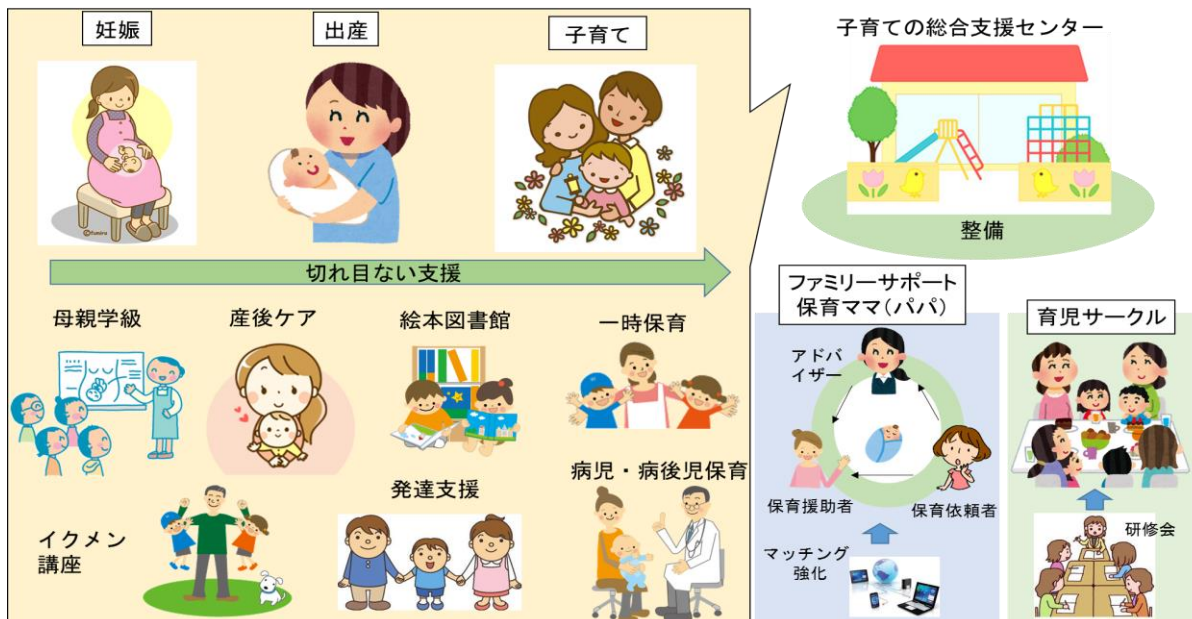 妊娠
出産
子育て
©fumira
切れ目ない支援
母親学級
産後ケア
絵本図書館
一時保育
イクメン
講座
発達支援
病児・病後児保育
子育ての総合支援センター
整備
ファミリーサポート
保育ママ(パパ)
アドバ
イザー
保育援助者
保育依頼者
マッチング
強化
育児サークル
研修会